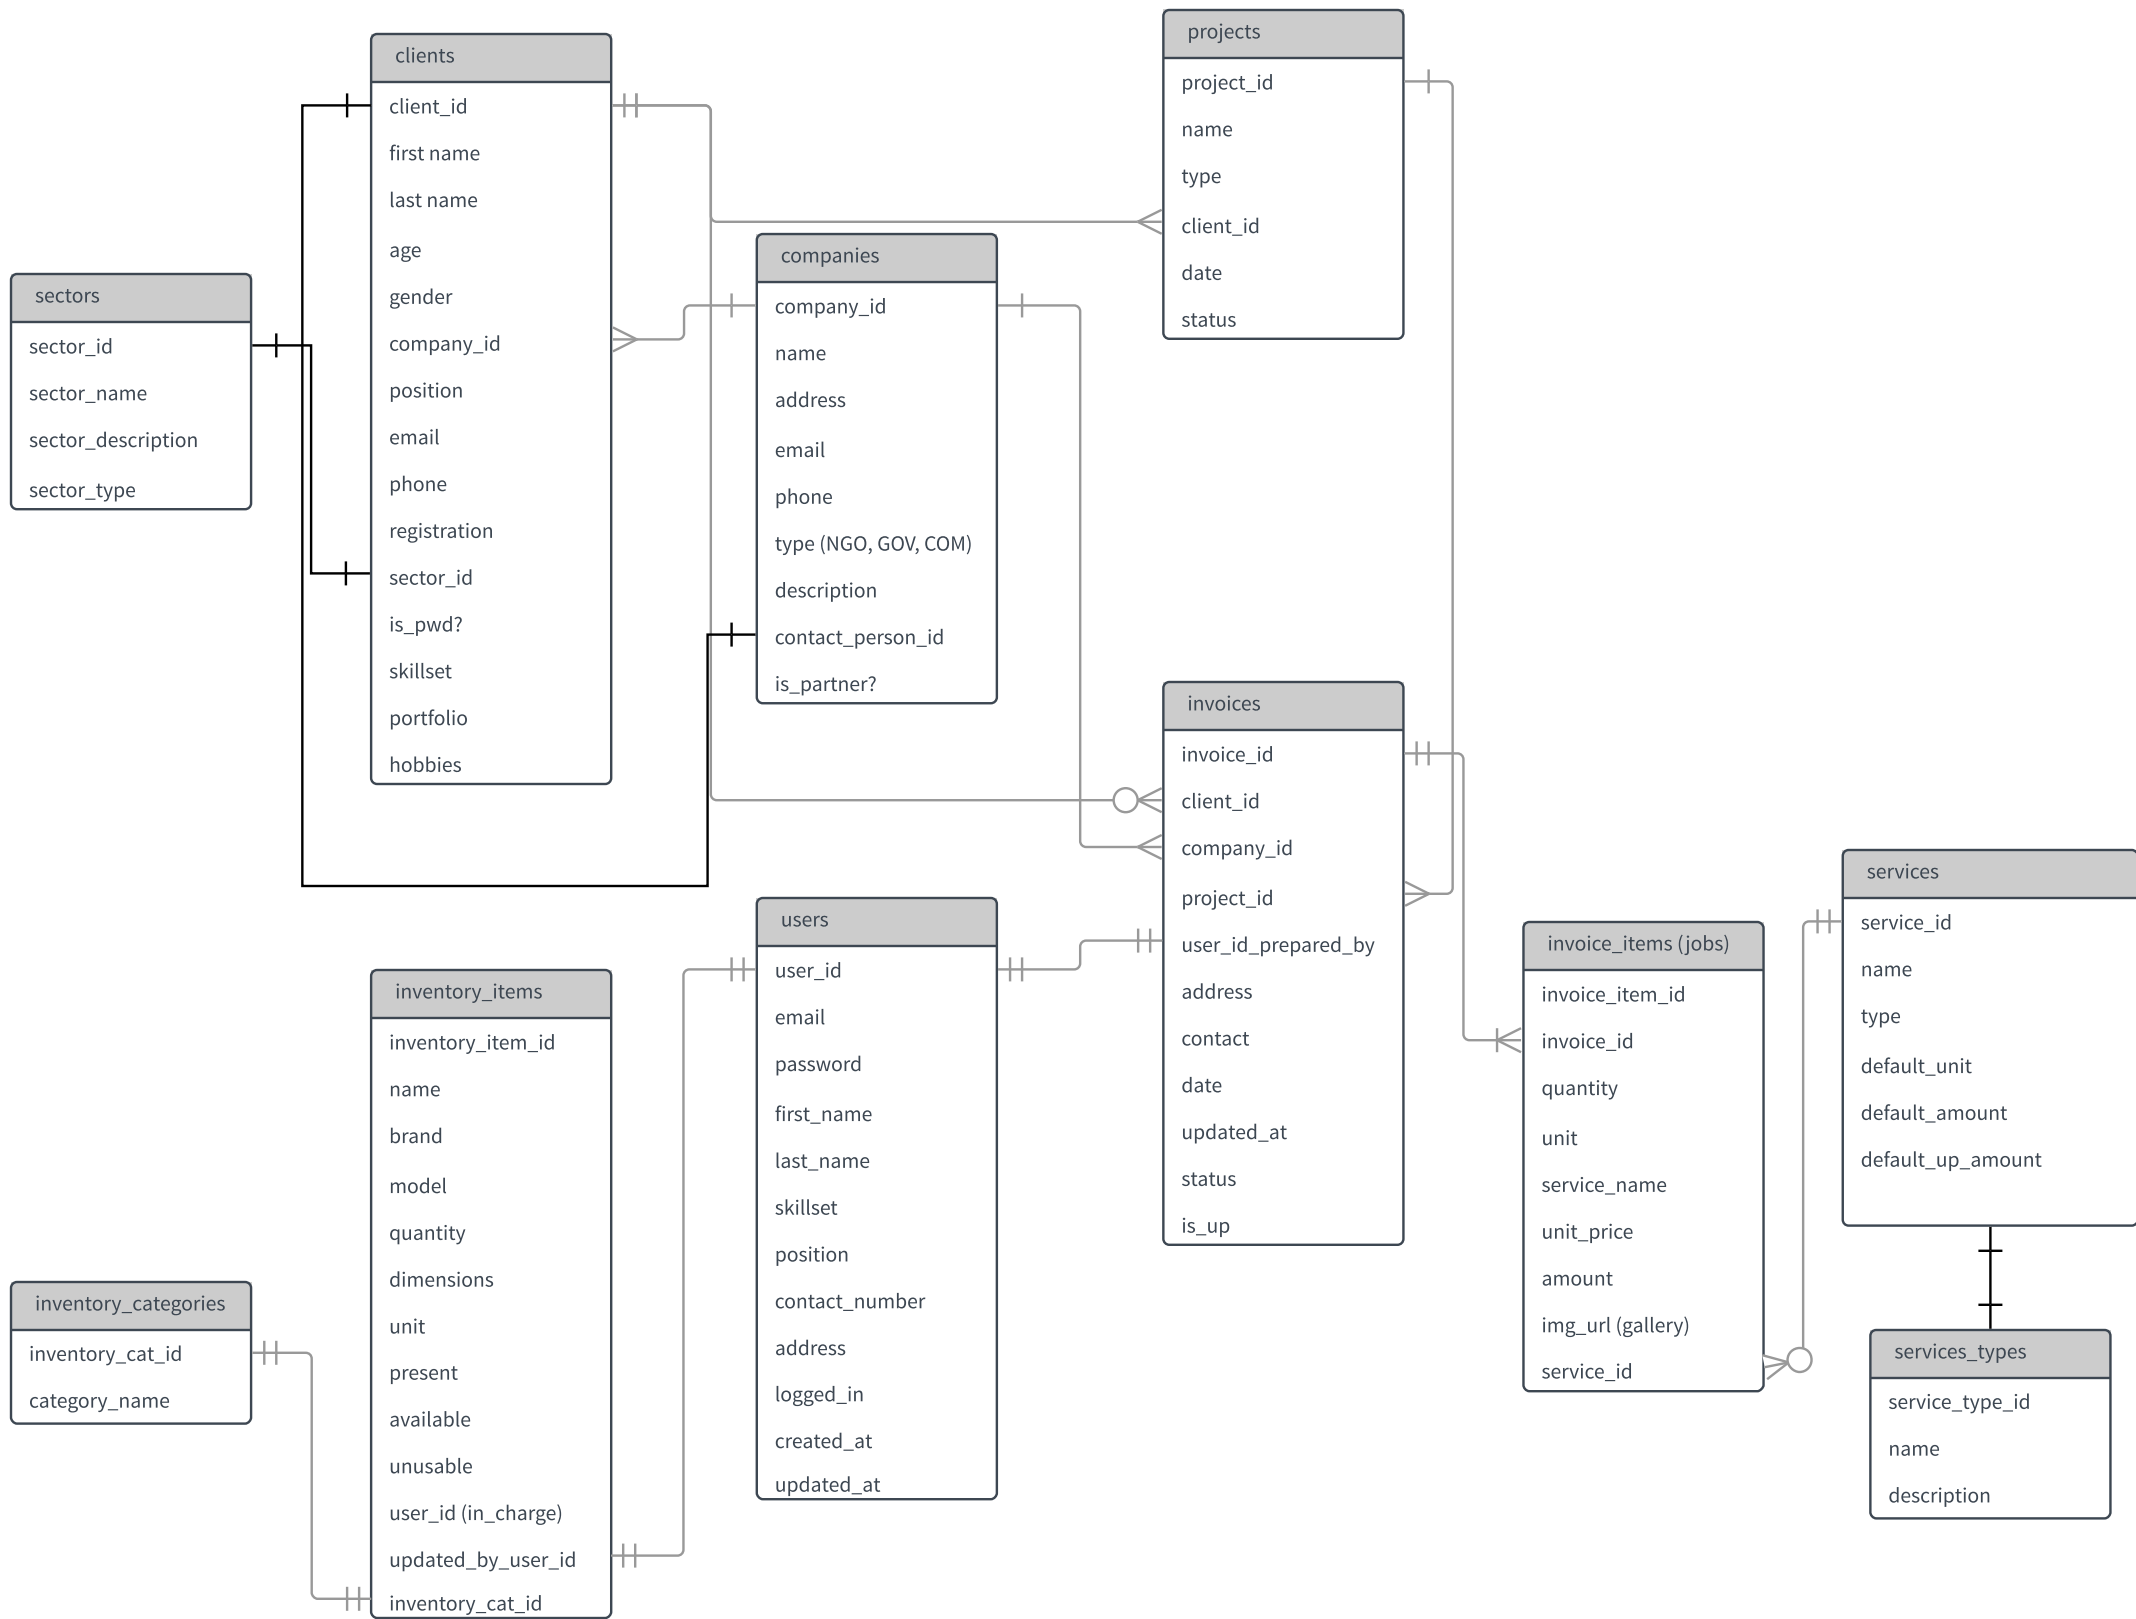 clients
client_id
first name
last name
age
gender
company_id
position
email
phone
registration
sector_id
is_pwd?
skillset
portfolio
hobbies
projects
project_id
name
type
client_id
date
status
sectors
sector_id
sector_name
sector_description
sector_type
companies
company_id
name
address
email
phone
type (NGO, GOV, COM)
description
contact_person_id
is_partner?
invoices
invoice_id
client_id
company_id
project_id
user_id_prepared_by
address
contact
date
updated_at
status
is_up
users
user_id
email
password
first_name
last_name
skillset
position
contact_number
address
logged_in
created_at
updated_at
inventory_items
inventory_item_id
name
brand
model
quantity
dimensions
unit
present
available
unusable
user_id (in_charge)
updated_by_user_id
inventory_cat_id
inventory_categories
inventory_cat_id
category_name
invoice_items (jobs)
invoice_item_id
invoice_id
quantity
unit
service_name
unit_price
amount
img_url (gallery)
service_id
services
service_id
name
type
default_unit
default_amount
default_up_amount
services_types
service_type_id
name
description